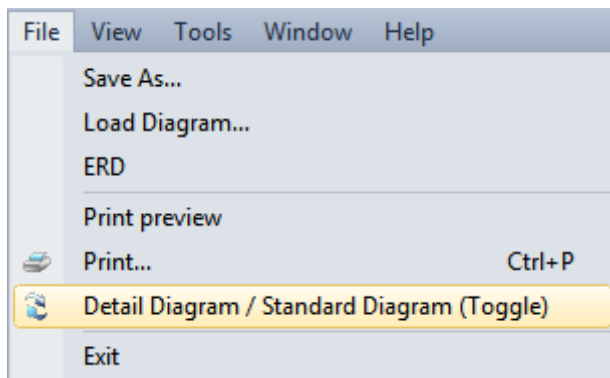 File View Tools Window Help
Save As...
Load Diagram...
ERD
Print preview
Print... Ctrl+P
Detail Diagram / Standard Diagram (Toggle)
Exit